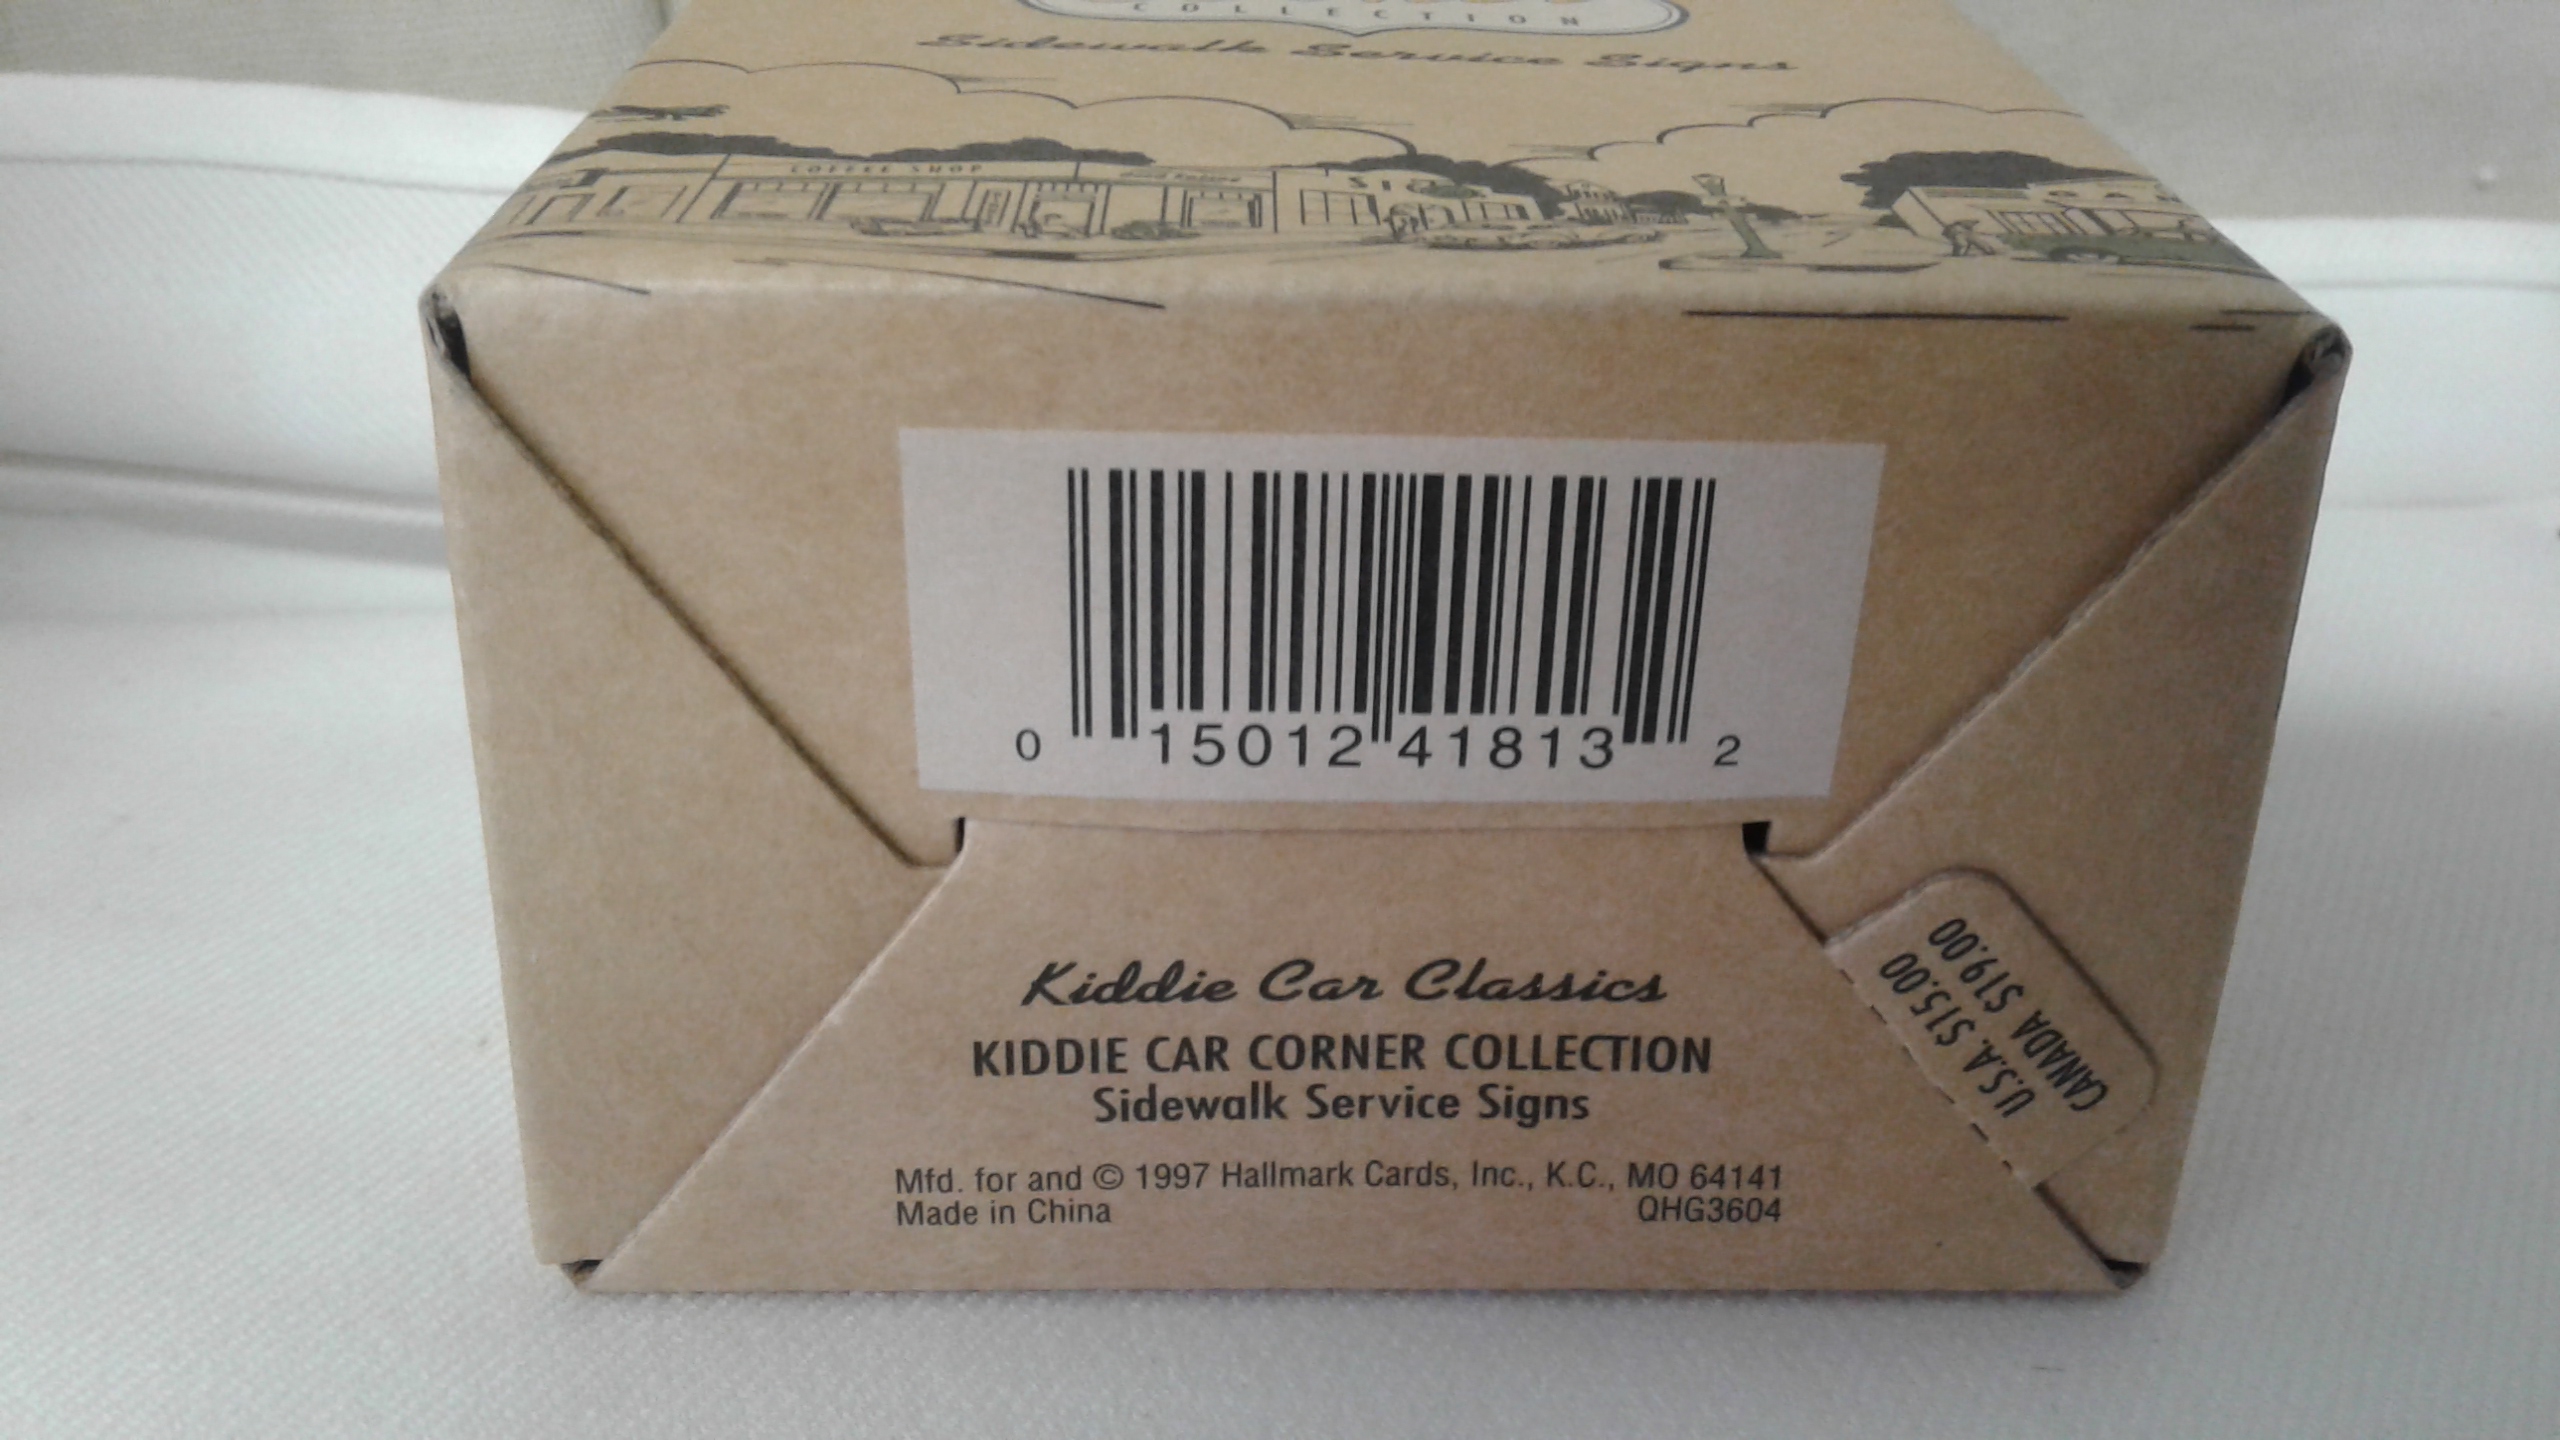 COLLECTION
Sidewalk Service Signs
COFFEE SHOP
0 15012 41813 2
Kiddie Car Classics
KIDDIE CAR CORNER COLLECTION
Sidewalk Service Signs
Mfd. for and © 1997 Hallmark Cards, Inc., K.C., MO 64141
Made in China QHG3604
U.S.A. $15.00
CANADA $19.00